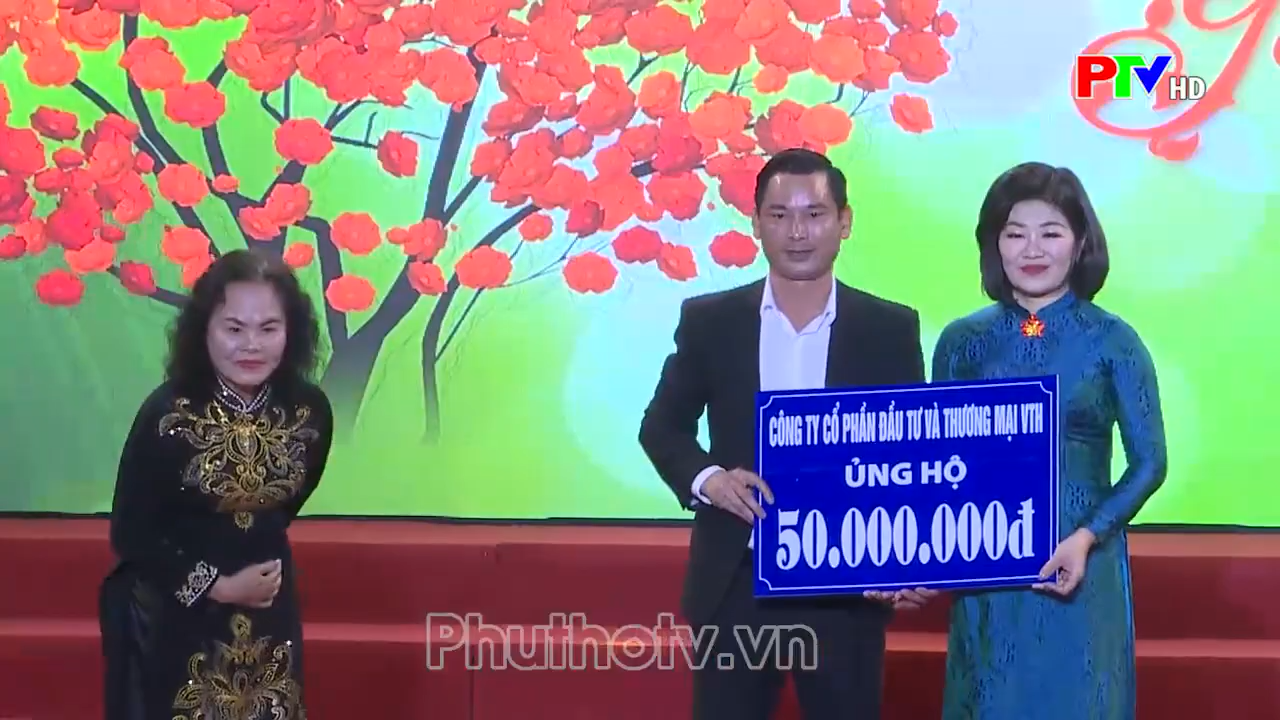 PTV HD
CÔNG TY CỔ PHẦN ĐẦU TƯ VÀ THƯƠNG MẠI VTH
ỦNG HỘ
50.000.000đ
Phuthotv.vn